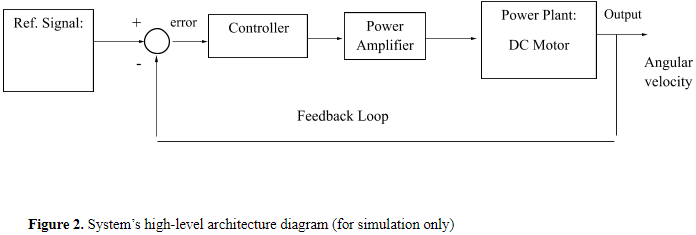 Ref. Signal:
+
error
-
Controller
Power
Amplifier
Power Plant:
DC Motor
Output
Angular
velocity
Feedback Loop
Figure 2. System's high-level architecture diagram (for simulation only)